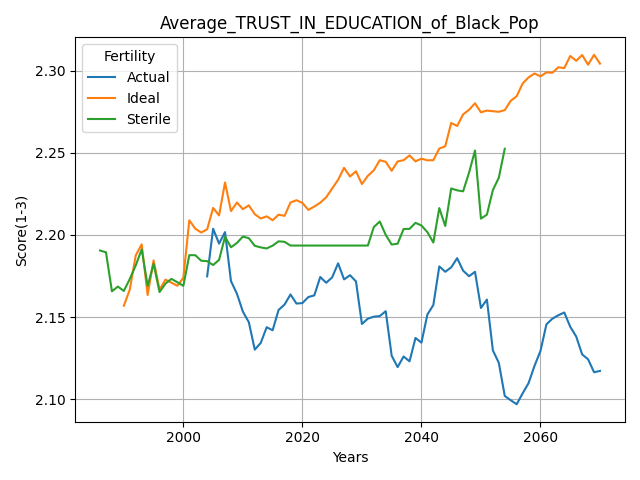 Average_TRUST_IN_EDUCATION_of_Black_Pop
Fertility
Actual
Ideal
Sterile
Score(1-3)
2.30
2.25
2.20
2.15
2.10
2000
2020
2040
2060
Years